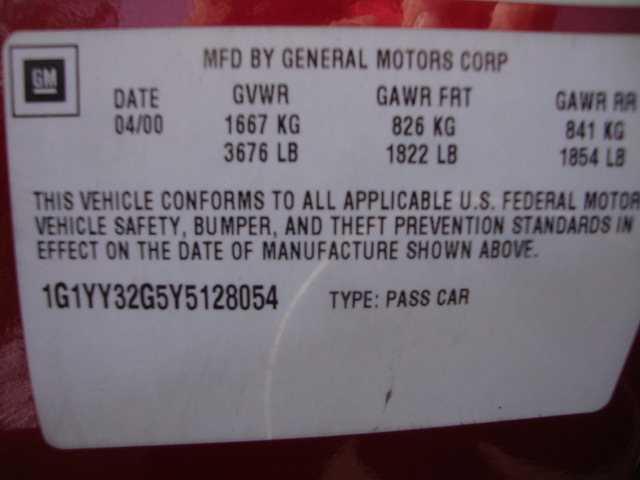 GM
MFD BY GENERAL MOTORS CORP
DATE GVWR GAWR FRT GAWR RR
04/00 1667 KG 826 KG 841 KG
3676 LB 1822 LB 1854 LB
THIS VEHICLE CONFORMS TO ALL APPLICABLE U.S. FEDERAL MOTOR
VEHICLE SAFETY, BUMPER, AND THEFT PREVENTION STANDARDS IN
EFFECT ON THE DATE OF MANUFACTURE SHOWN ABOVE.
1G1YY32G5Y5128054 TYPE: PASS CAR